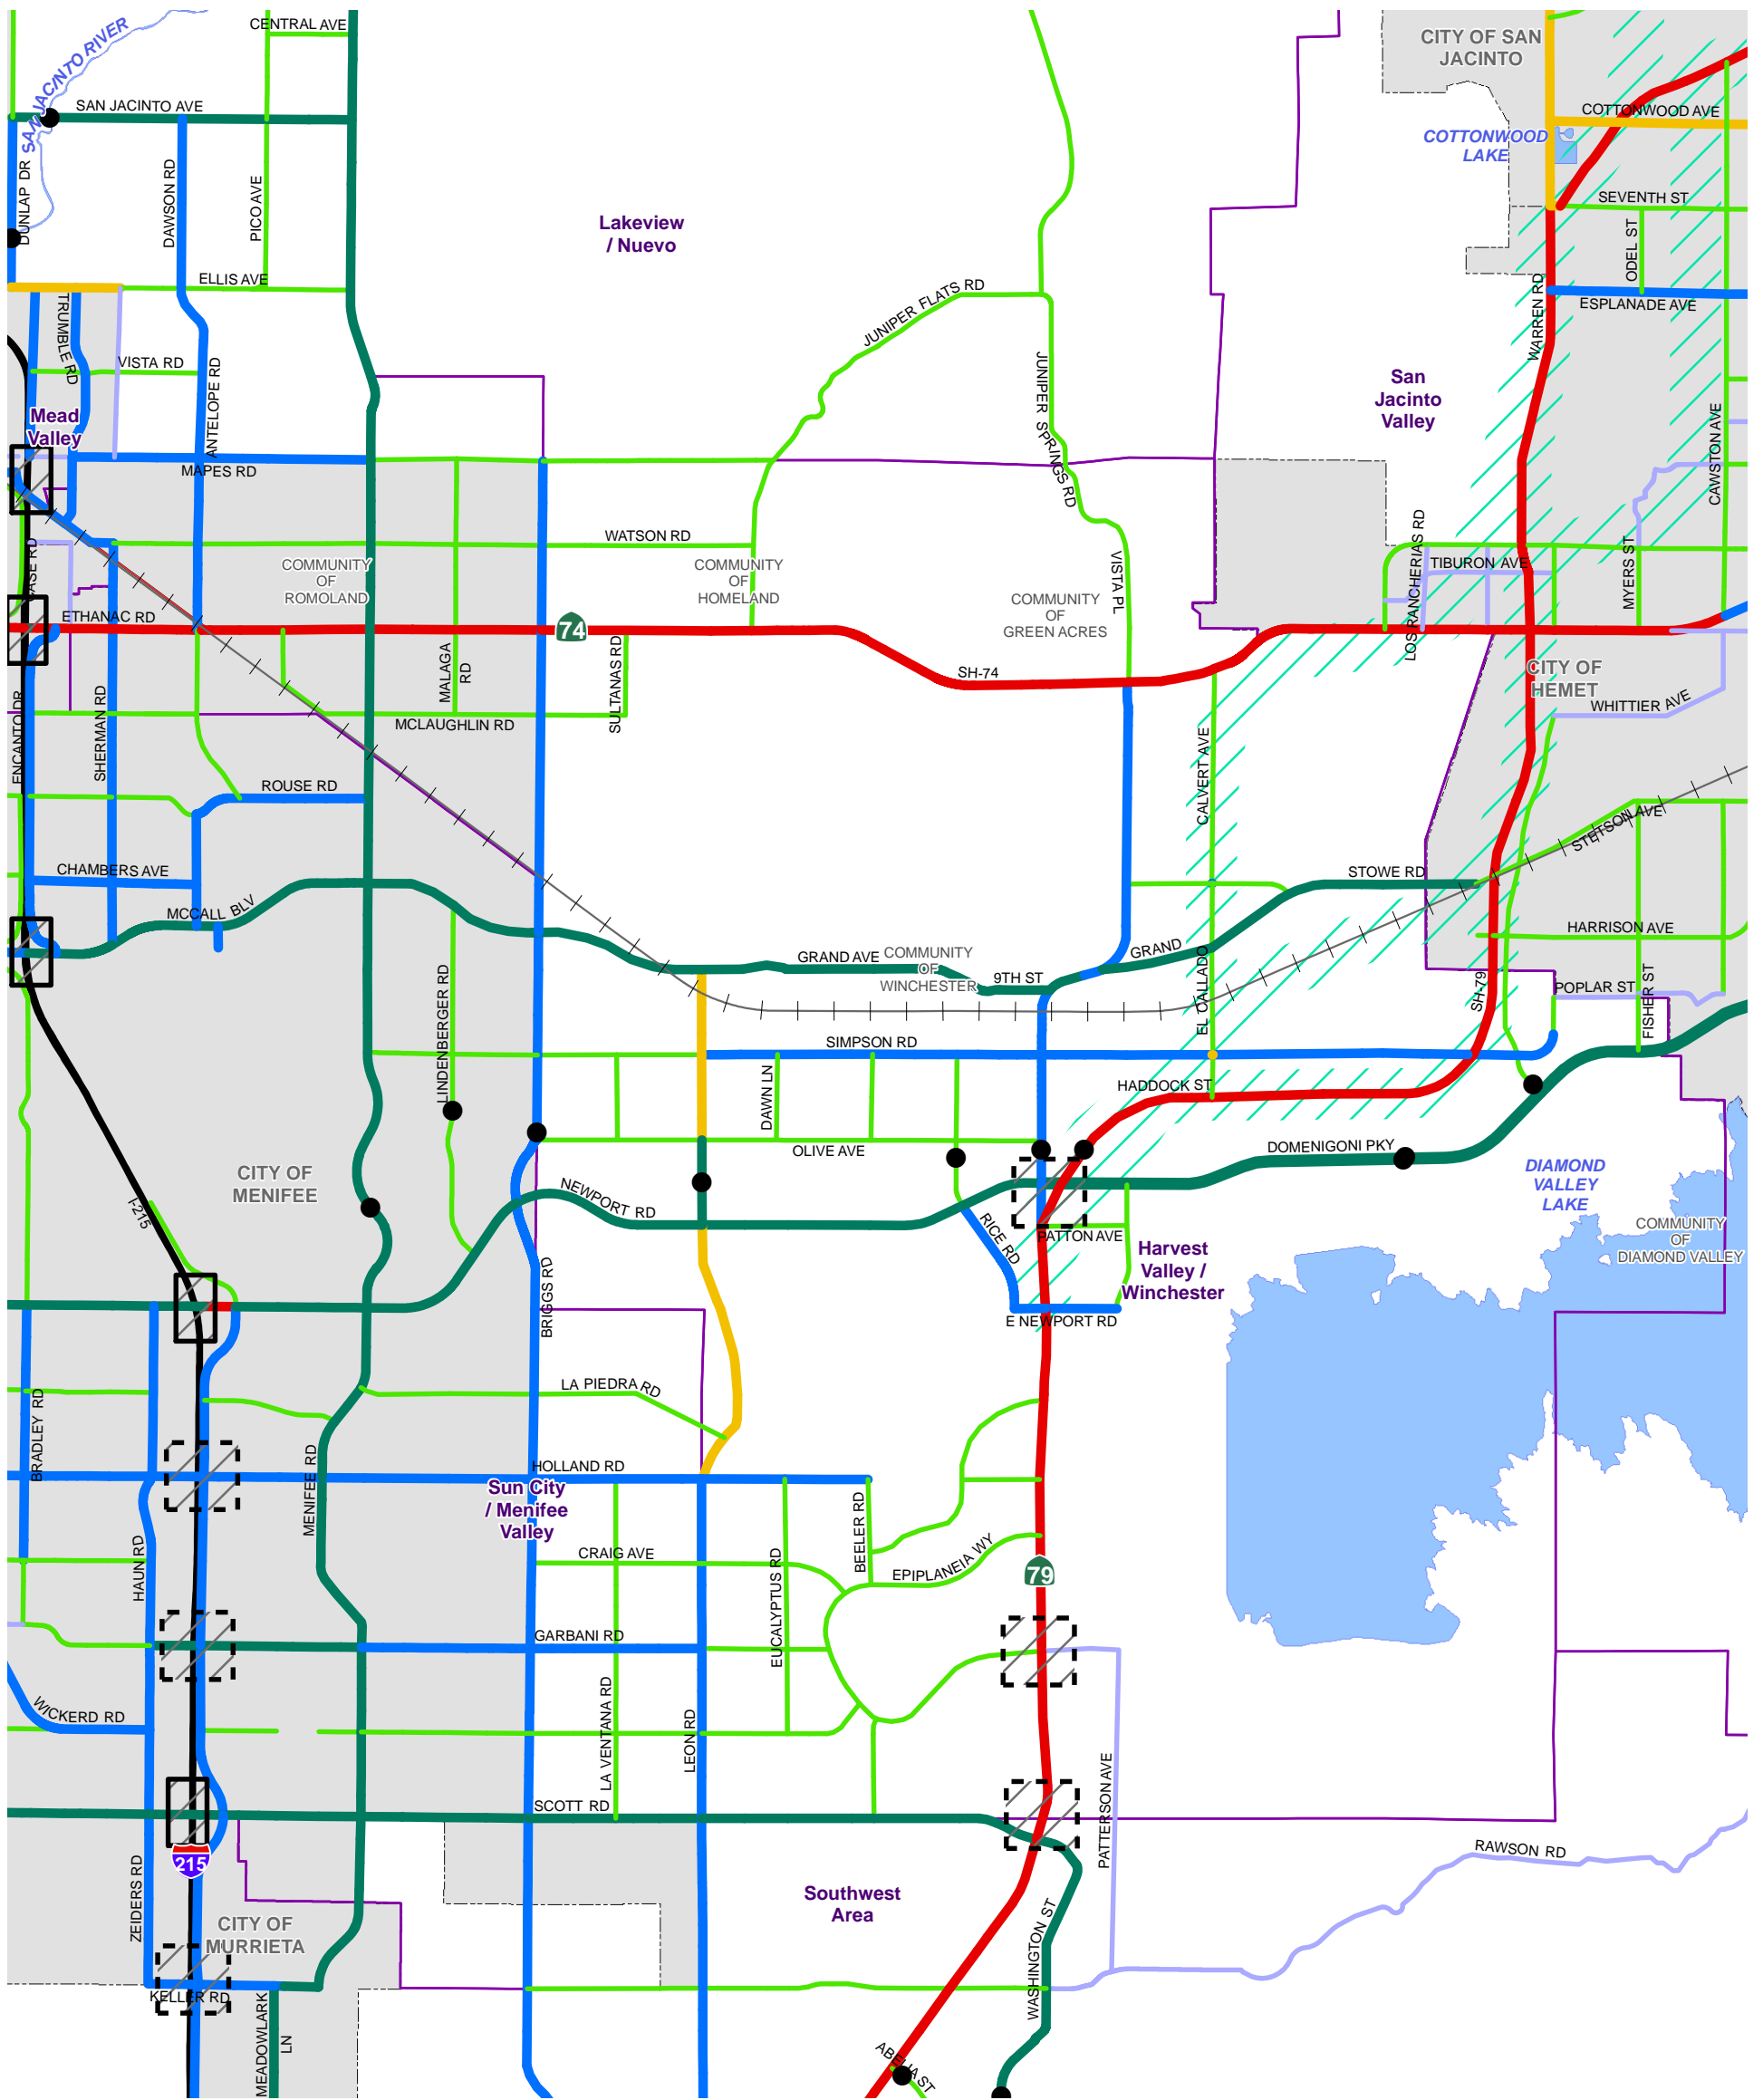 CENTRAL AVE
CITY OF SAN
JACINTO
SAN JACINTO RIVER
SAN JACINTO AVE
COTTONWOOD AVE
COTTONWOOD
LAKE
DUNLAP DR
DAWSON RD
PICO AVE
SEVENTH ST
Lakeview
/ Nuevo
ODEL ST
ELLIS AVE
JUNIPER FLATS RD
WARREN RD
ESPLANADE AVE
TRUMBLE RD
VISTA RD
ANTELOPE RD
JUNIPER SPRINGS RD
San
Jacinto
Valley
Mead
Valley
CAWSTON AVE
MAPES RD
WATSON RD
COMMUNITY
OF
ROMOLAND
COMMUNITY
OF
HOMELAND
COMMUNITY
OF
GREEN ACRES
VISTA PL
LOS RANCHERIAS RD
TIBURON AVE
MYERS ST
CASE RD
ETHANAC RD
74
MALAGA
RD
SULTANAS RD
SH-74
CITY OF
HEMET
WHITTIER AVE
ENCANTO DR
SHERMAN RD
MCLAUGHLIN RD
CALVERT AVE
ROUSE RD
STETSON AVE
CHAMBERS AVE
STOWE RD
MCCALL BLV
HARRISON AVE
GRAND AVE
COMMUNITY
OF
WINCHESTER
GRAND
9TH ST
EL CALLADO
SH-79
POPLAR ST
FISHER ST
LINDENBERGER RD
SIMPSON RD
DAWN LN
HADDOCK ST
OLIVE AVE
DOMENIGONI PKY
CITY OF
MENIFEE
DIAMOND
VALLEY
LAKE
I-215
NEWPORT RD
RICE RD
PATTON AVE
COMMUNITY
OF
DIAMOND VALLEY
Harvest
Valley /
Winchester
BRIGGS RD
E NEWPORT RD
LA PIEDRA RD
BRADLEY RD
MENIFEE RD
HOLLAND RD
Sun City
/ Menifee
Valley
BEELER RD
HAUN RD
CRAIG AVE
EUCALYPTUS RD
EPIPLANEIA WY
79
GARBANI RD
WICKERD RD
LA VENTANA RD
LEON RD
PATTERSON AVE
SCOTT RD
215
RAWSON RD
ZEIDERS RD
Southwest
Area
CITY OF
MURRIETA
WASHINGTON ST
KELLER RD
MEADOWLARK
LN
ABELIA ST